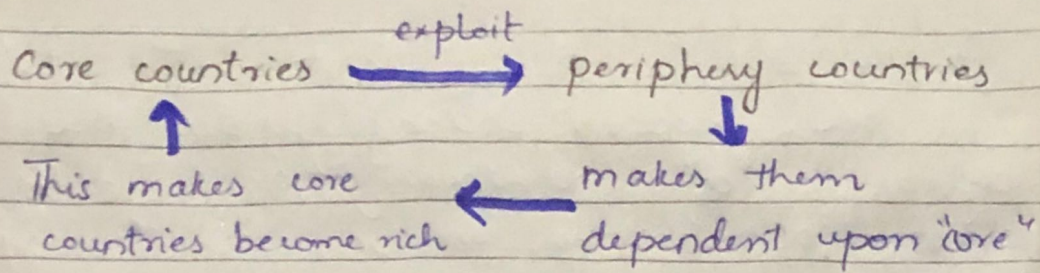 exploit
Core countries periphery countries
This makes core makes them
countries become rich dependent upon "core"